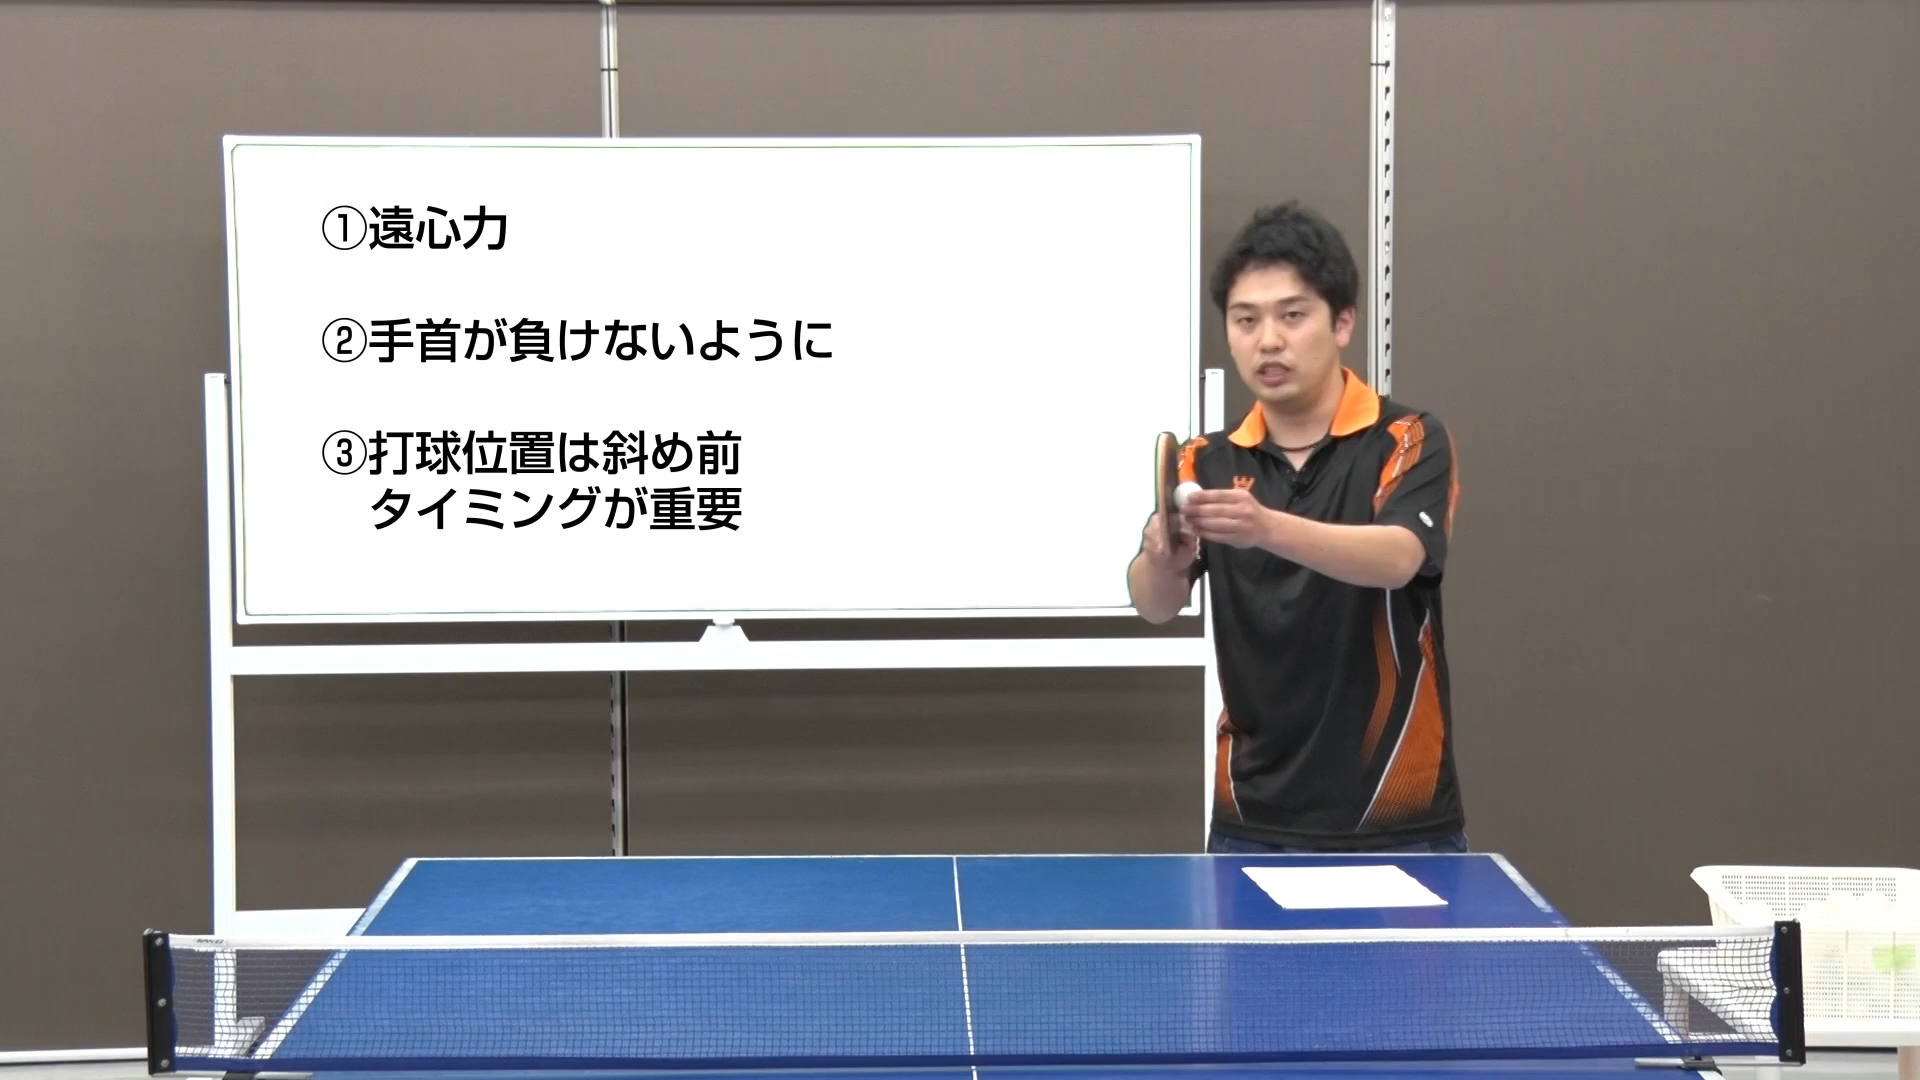 ①遠心力
②手首が負けないように
③打球位置は斜め前
タイミングが重要